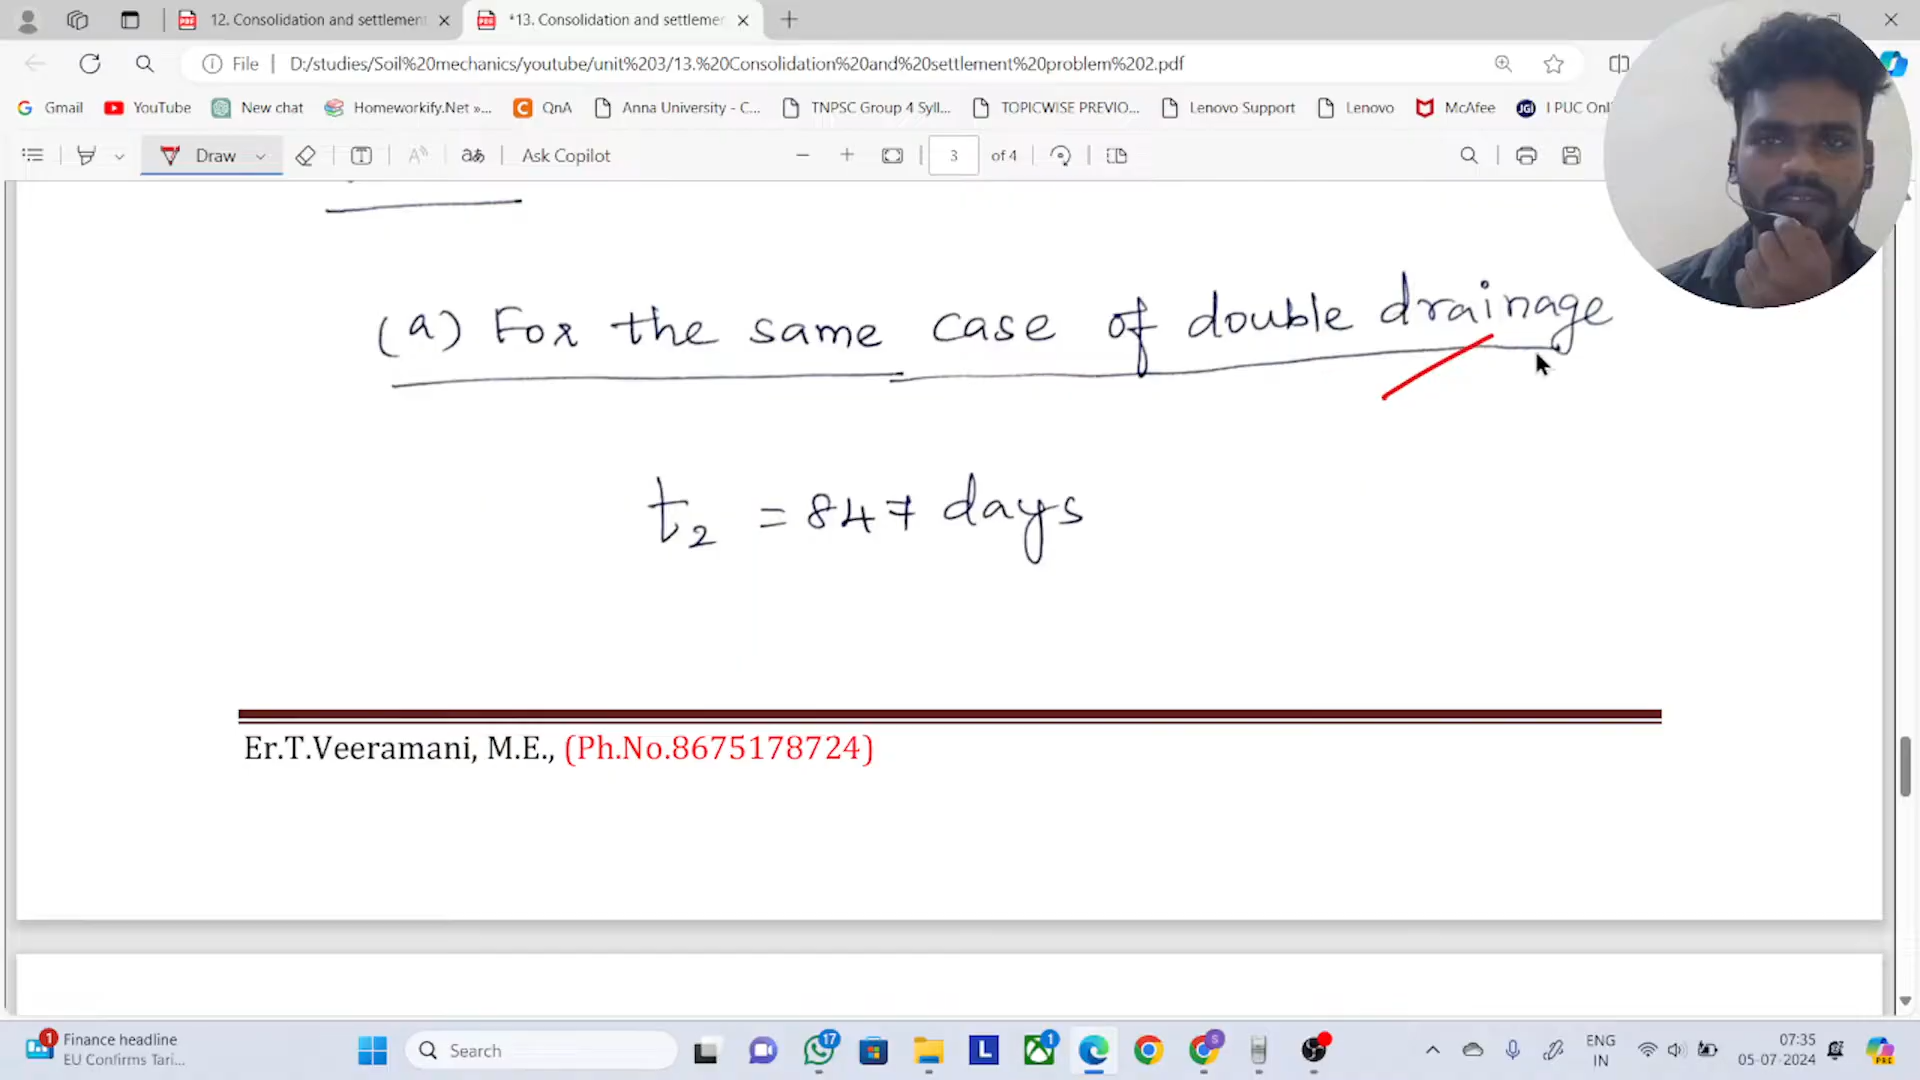 12. Consolidation and settlement
*13. Consolidation and settlemer
File
D:/studies/Soil%20mechanics/youtube/unit%203/13.%20Consolidation%20and%20settlement%20problem%202.pdf
Gmail
YouTube
New chat
Homeworkify.Net »...
QnA
Anna University - C...
TNPSC Group 4 Syll...
TOPICWISE PREVIO...
Lenovo Support
Lenovo
McAfee
I PUC Onl
Draw
Ask Copilot
3 of 4
(a) For the same case of double drainage
t₂ = 847 days
Er.T.Veeramani, M.E., (Ph.No.8675178724)
Finance headline
EU Confirms Tari...
Search
17
1
ENG
IN
07:35
05-07-2024